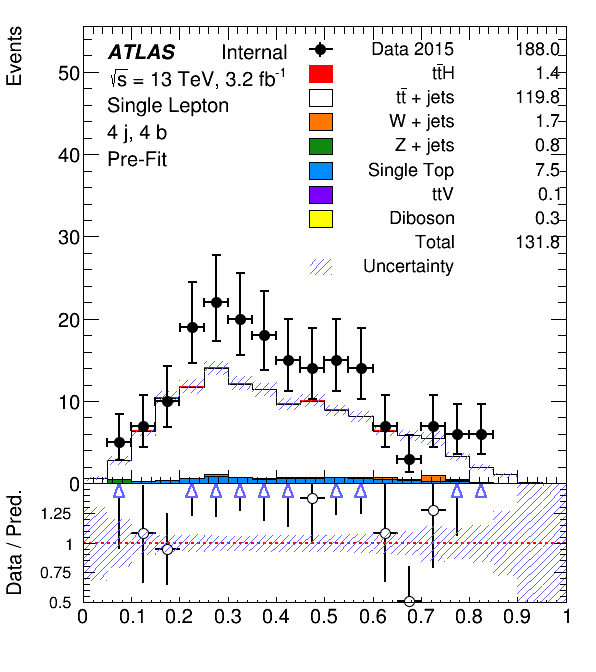 Events
ATLAS Internal
√s = 13 TeV, 3.2 fb⁻¹
Single Lepton
4 j, 4 b
Pre-Fit
Data 2015 188.0
tt̄H 1.4
tt̄ + jets 119.8
W + jets 1.7
Z + jets 0.8
Single Top 7.5
ttV 0.1
Diboson 0.3
Total 131.8
Uncertainty
50
40
30
20
10
0
Data / Pred.
1.25
1
0.75
0.5
0 0.1 0.2 0.3 0.4 0.5 0.6 0.7 0.8 0.9 1